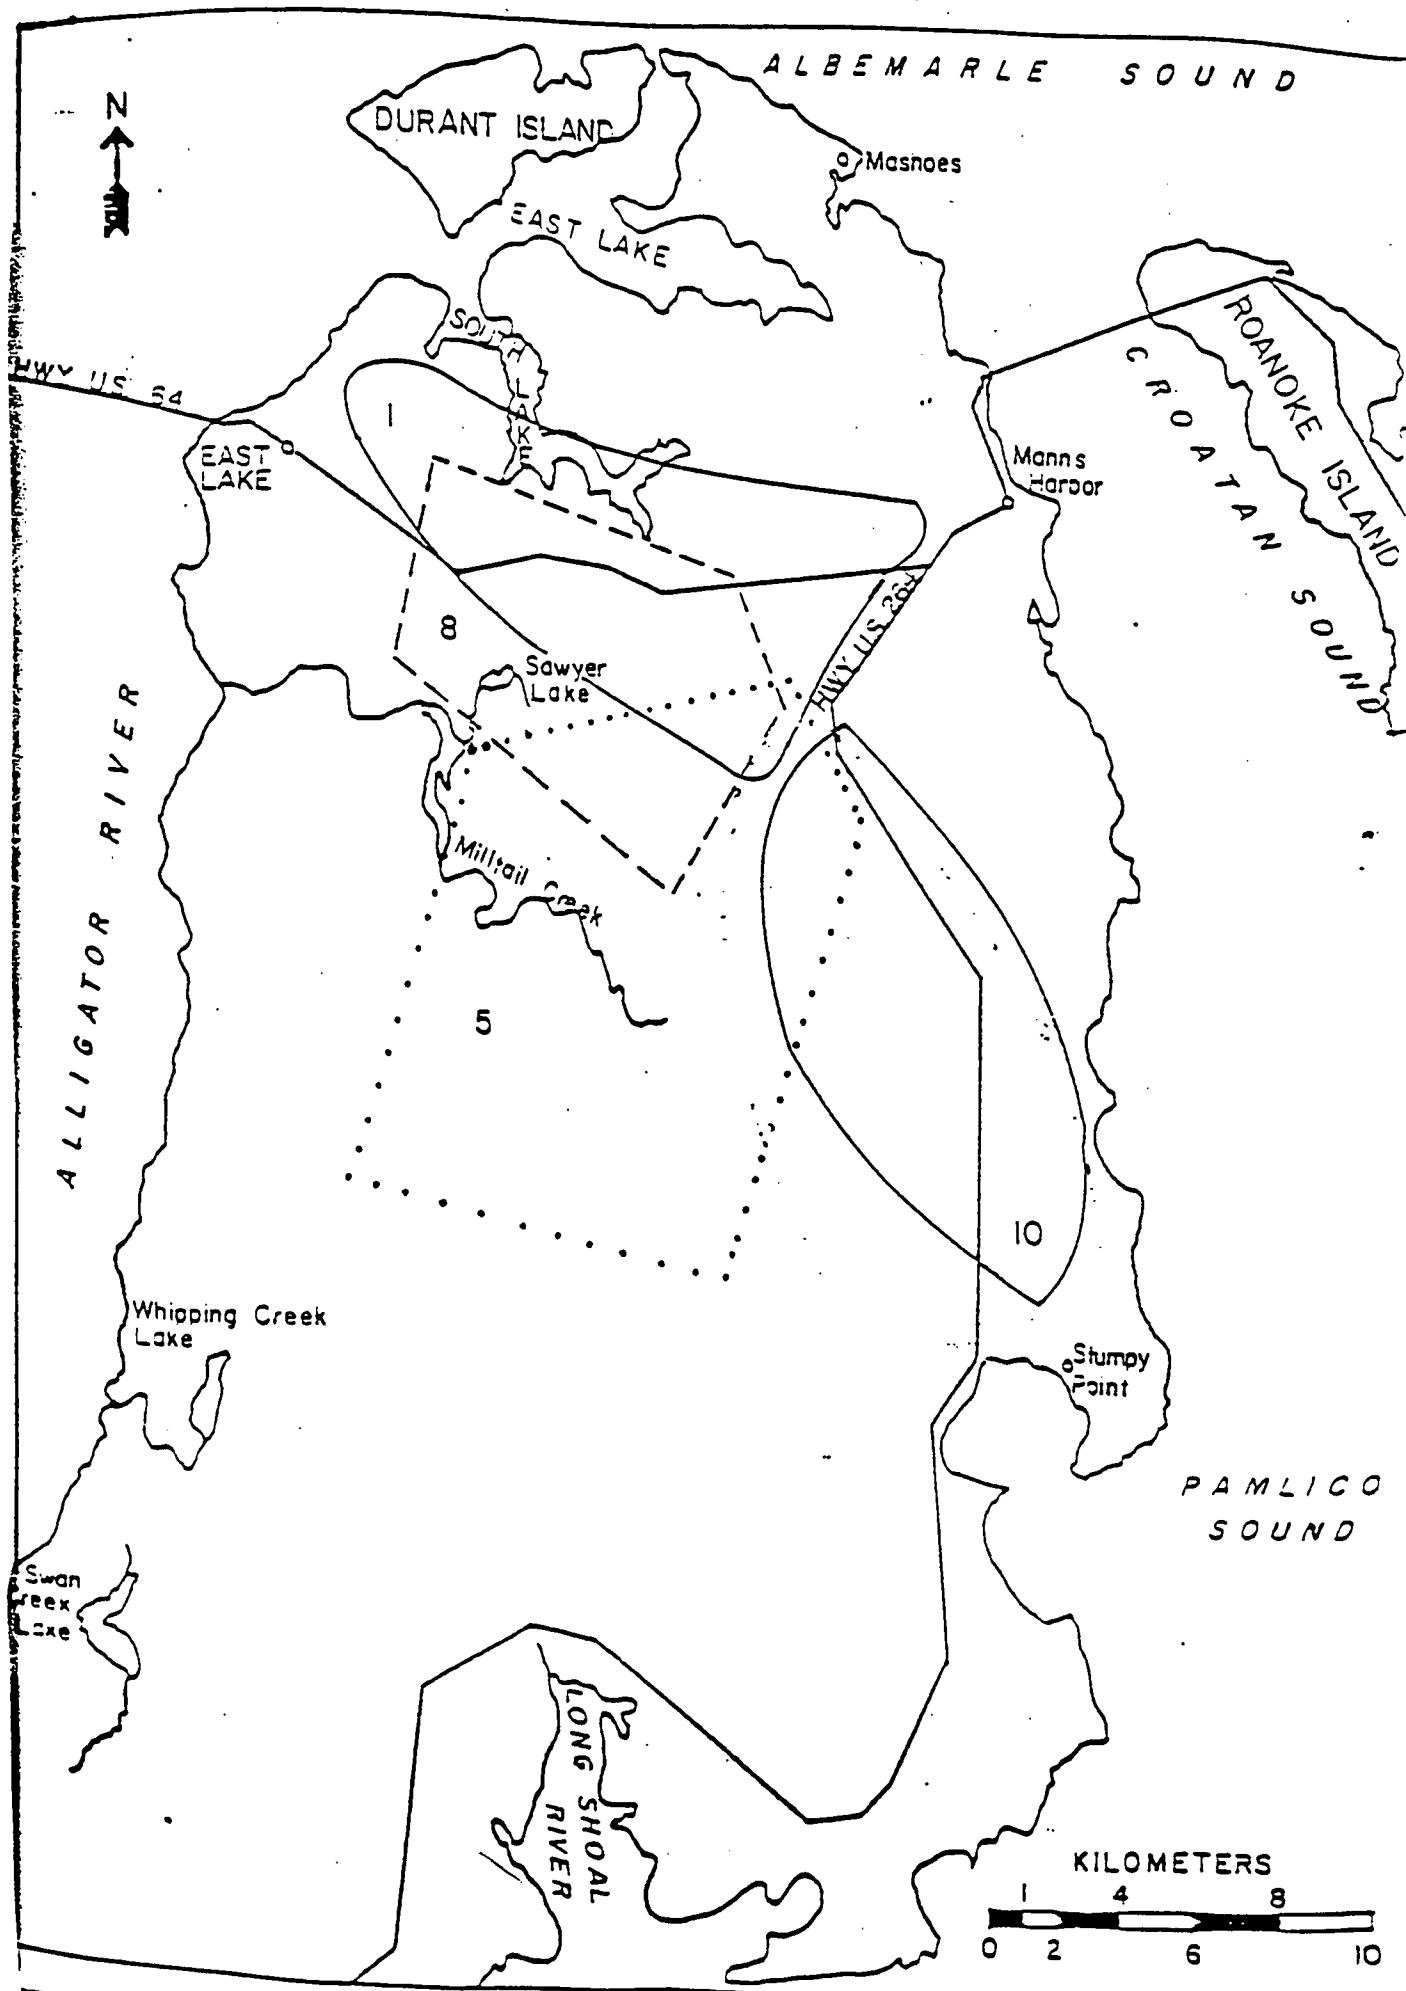 ALBEMARLE SOUND
N
DURANT ISLAND
Masnoes
EAST LAKE
SOUTH LAKE
ROANOKE ISLAND
CROATAN SOUND
HWY US 64
1
EAST
LAKE
Manns
Harbor
8
HWY US 264
Sawyer
Lake
ALLIGATOR RIVER
Milltail Creek
5
10
Whipping Creek
Lake
Stumpy
Point
PAMLICO
SOUND
Swan
Creek
Lake
LONG SHOAL
RIVER
KILOMETERS
1 4 8
0 2 6 10